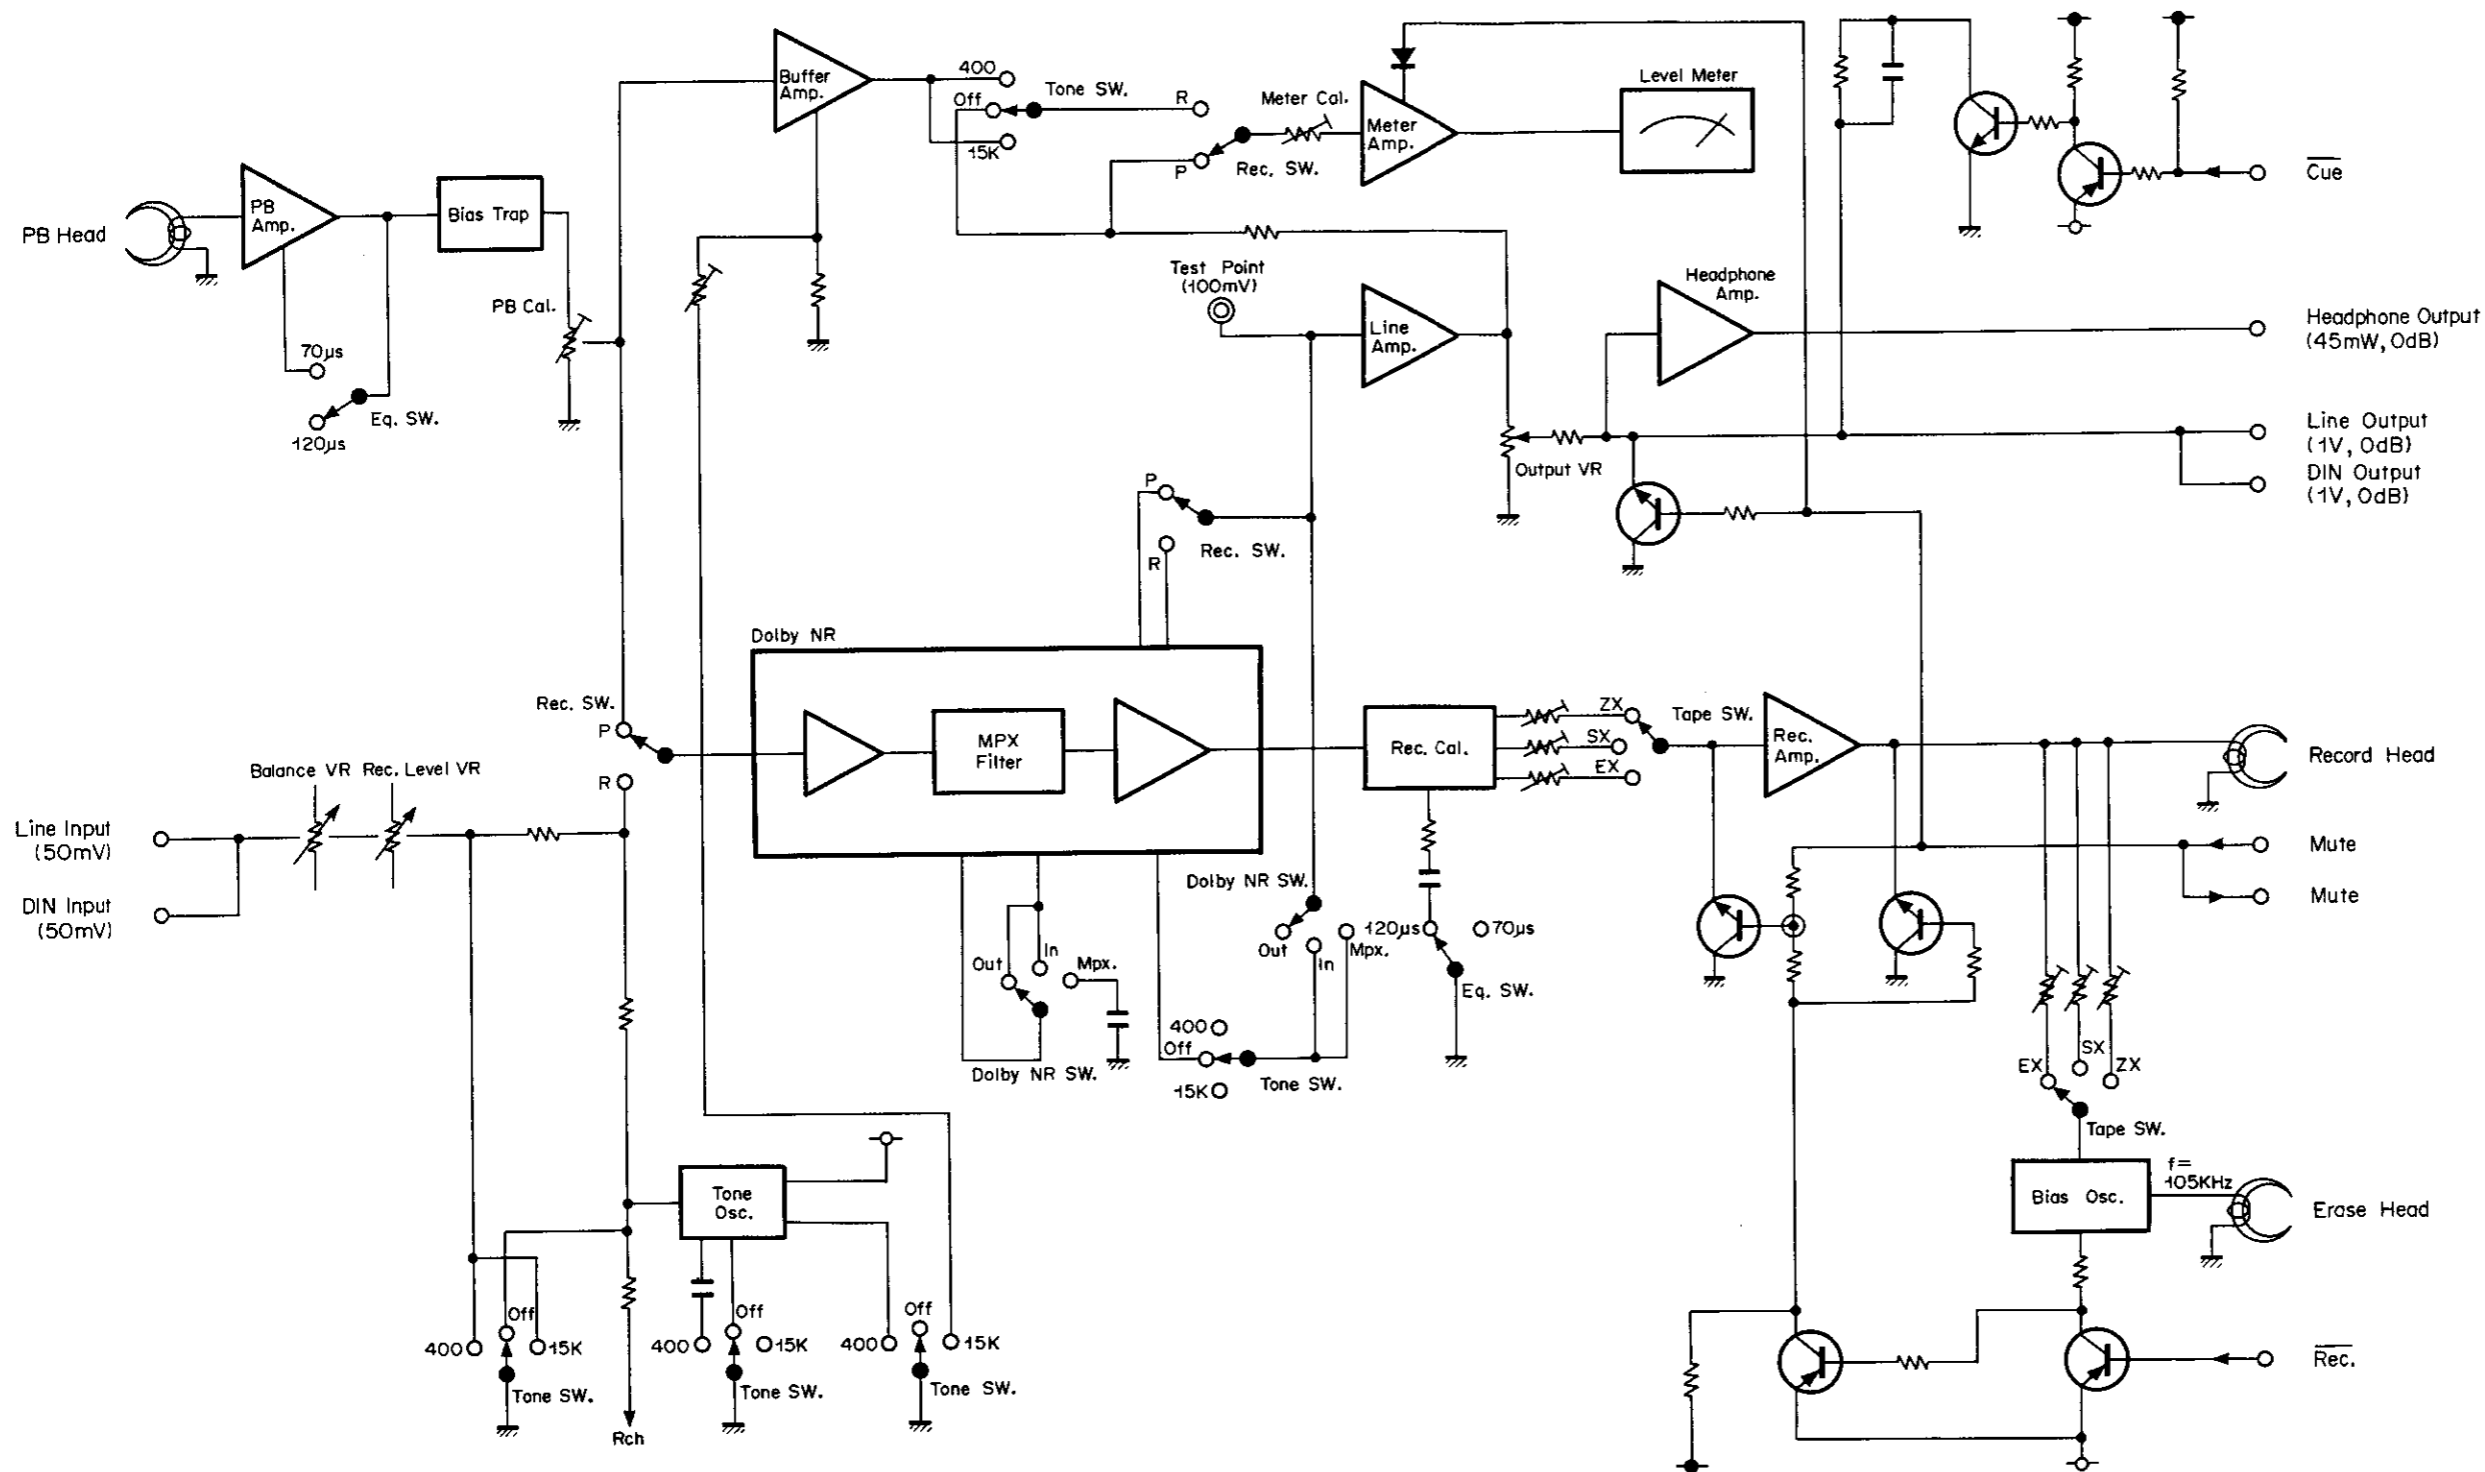 Buffer
Amp.
400
Off
15K
Tone SW.
R
P
Rec. SW.
Meter Cal.
Meter
Amp.
Level Meter
Cue
PB Head
PB
Amp.
Bias Trap
PB Cal.
70µs
120µs
Eq. SW.
Test Point
(100mV)
Line
Amp.
Headphone
Amp.
Headphone Output
(45mW, 0dB)
Line Output
(1V, 0dB)
DIN Output
(1V, 0dB)
Output VR
P
R
Rec. SW.
Dolby NR
MPX
Filter
Rec. SW.
P
R
Balance VR
Rec. Level VR
Line Input
(50mV)
DIN Input
(50mV)
Rec. Cal.
ZX
SX
EX
Tape SW.
Rec.
Amp.
Record Head
Mute
Mute
Dolby NR SW.
Out
In
Mpx.
120µs
70µs
Eq. SW.
Out
In
Mpx.
Dolby NR SW.
400
Off
15K
Tone SW.
EX
SX
ZX
Tape SW.
Bias Osc.
f=
105KHz
Erase Head
Tone
Osc.
400
Off
15K
Tone SW.
Rch
400
Off
15K
Tone SW.
400
Off
15K
Tone SW.
Rec.